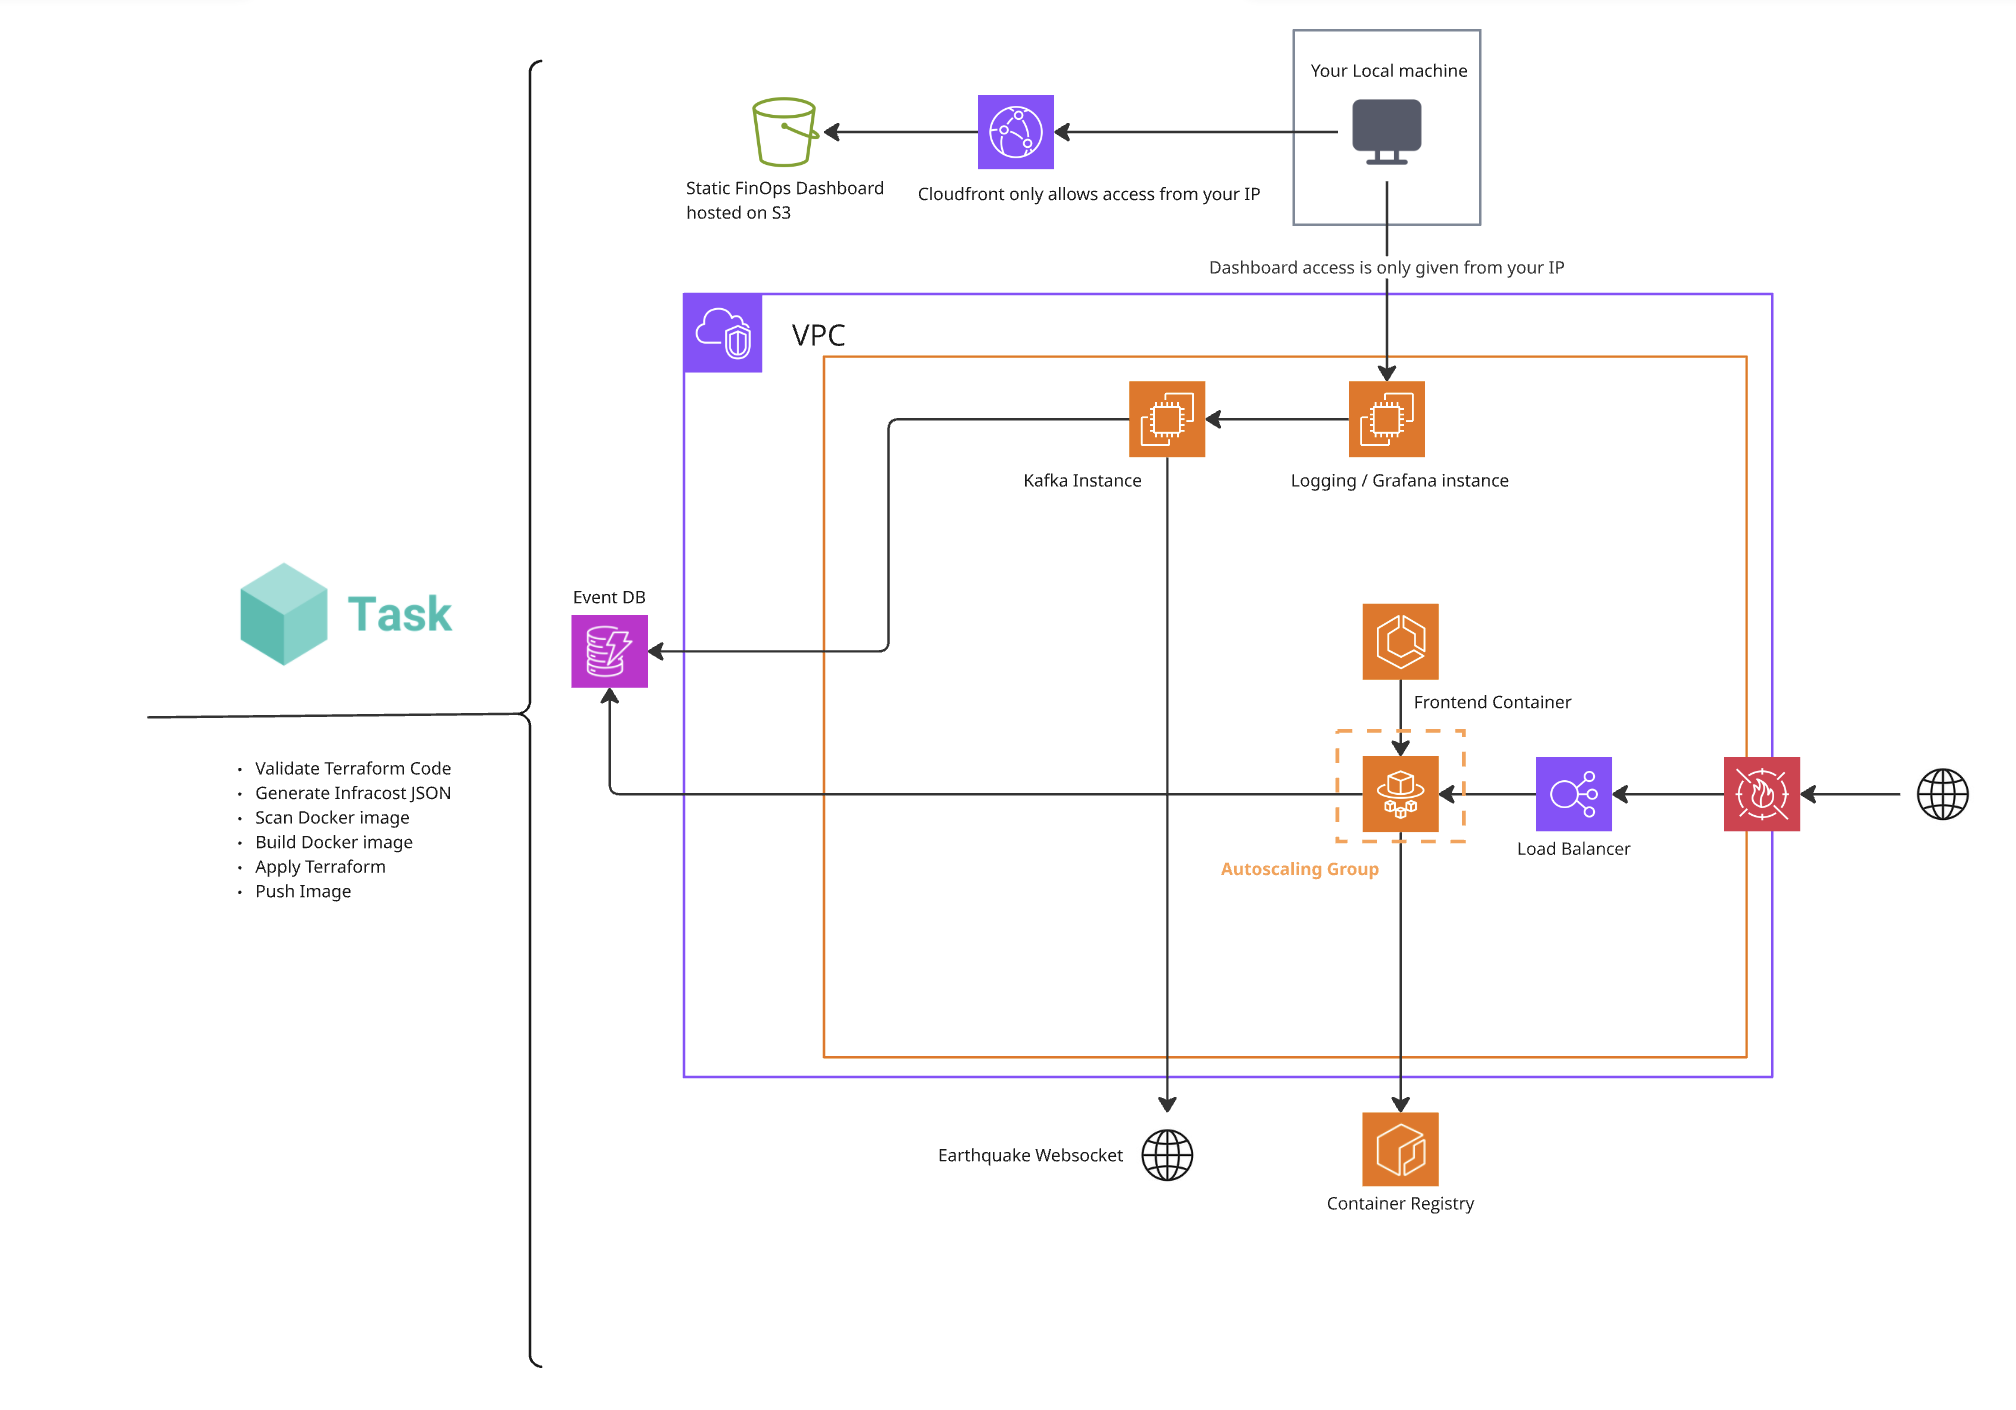 Your Local machine
Static FinOps Dashboard
hosted on S3
Cloudfront only allows access from your IP
Dashboard access is only given from your IP
VPC
Kafka Instance
Logging / Grafana instance
Event DB
Task
Frontend Container
• Validate Terraform Code
• Generate Infracost JSON
• Scan Docker image
• Build Docker image
• Apply Terraform
• Push Image
Load Balancer
Autoscaling Group
Earthquake Websocket
Container Registry